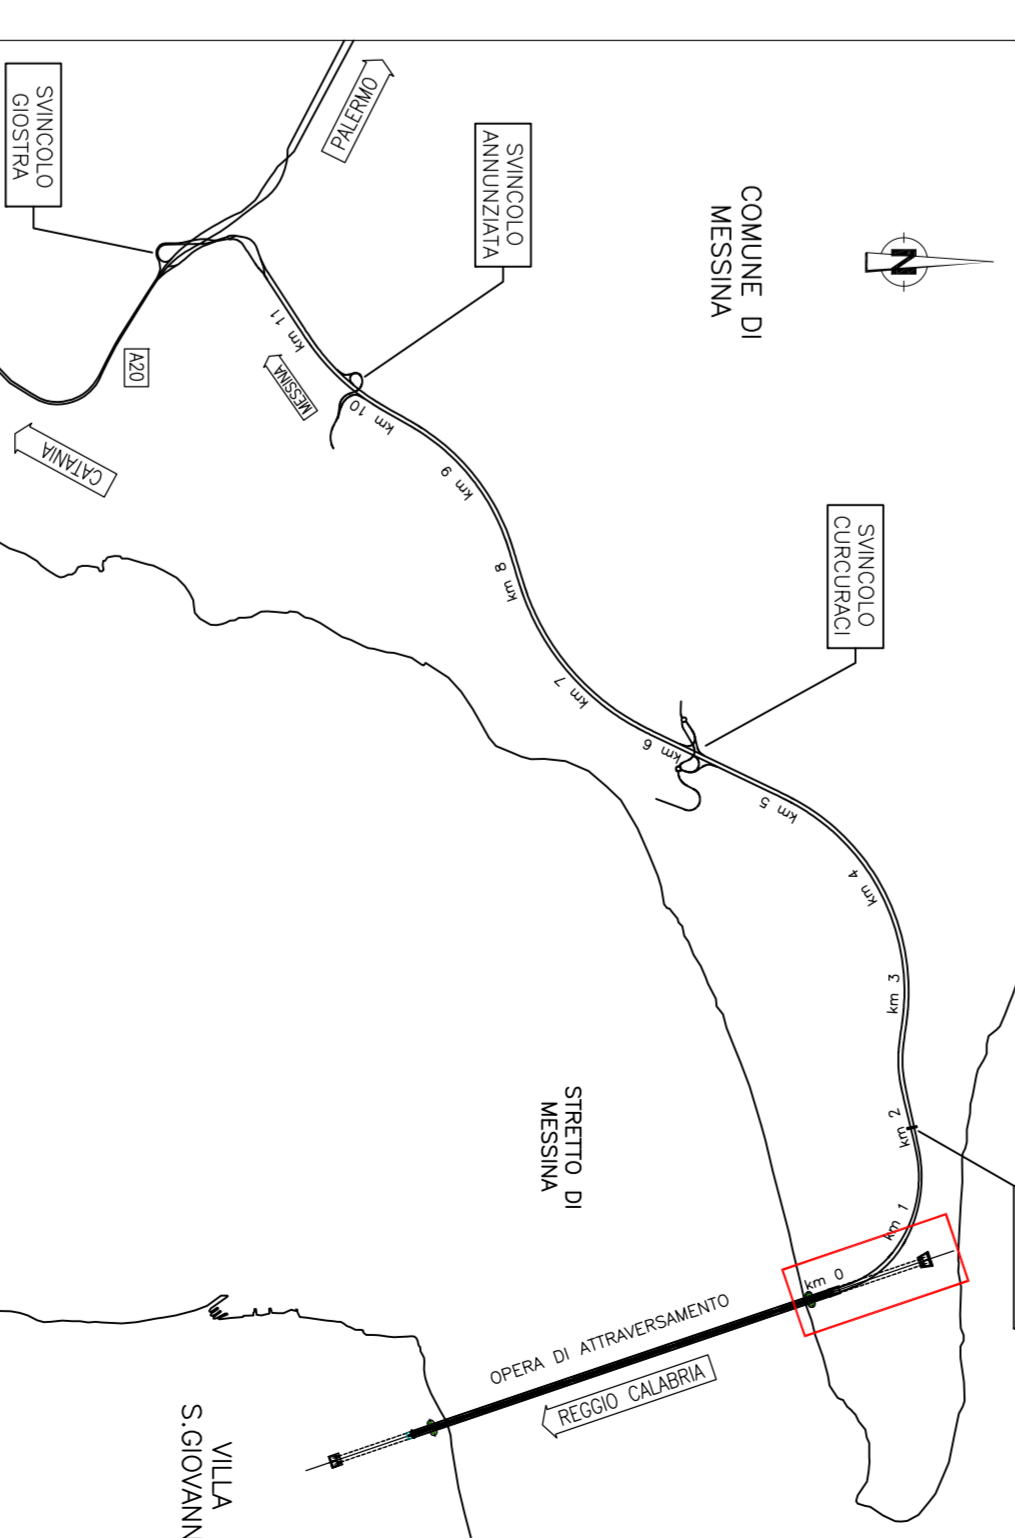 SVINCOLO
GIOSTRA
PALERMO
SVINCOLO
ANNUNZIATA
COMUNE DI
MESSINA
N
A20
CATANIA
MESSINA
km 11
km 10
km 9
km 8
km 7
SVINCOLO
CURCURACI
km 6
km 5
km 4
km 3
km 2
km 1
km 0
STRETTO DI
MESSINA
OPERA DI ATTRAVERSAMENTO
REGGIO CALABRIA
VILLA
S.GIOVANN